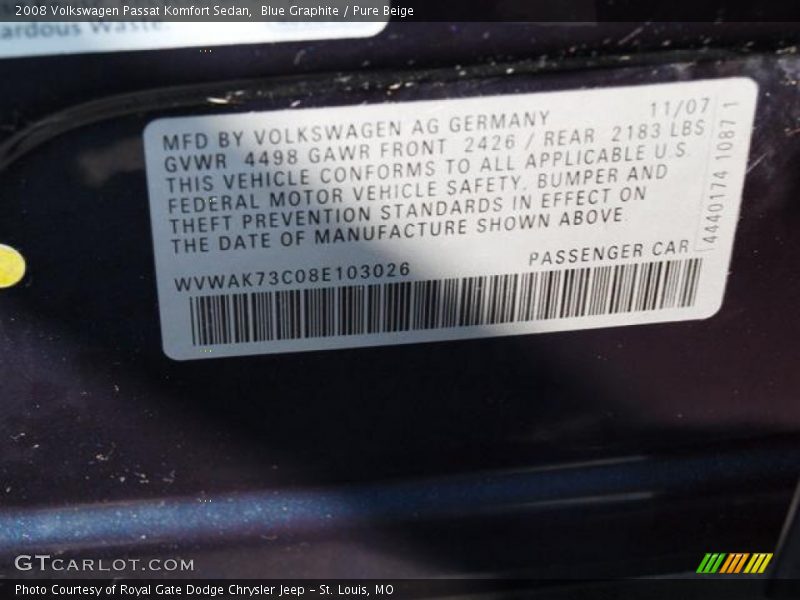 2008 Volkswagen Passat Komfort Sedan,  Blue Graphite / Pure Beige
ardous Waste.
11/07
MFD BY VOLKSWAGEN AG GERMANY
GVWR 4498 GAWR FRONT 2426 / REAR 2183 LBS
THIS VEHICLE CONFORMS TO ALL APPLICABLE U.S.
FEDERAL MOTOR VEHICLE SAFETY, BUMPER AND
THEFT PREVENTION STANDARDS IN EFFECT ON
THE DATE OF MANUFACTURE SHOWN ABOVE.
4440174 1087 1
WVWAK73C08E103026 PASSENGER CAR
GTCARLOT.COM
Photo Courtesy of Royal Gate Dodge Chrysler Jeep - St. Louis, MO